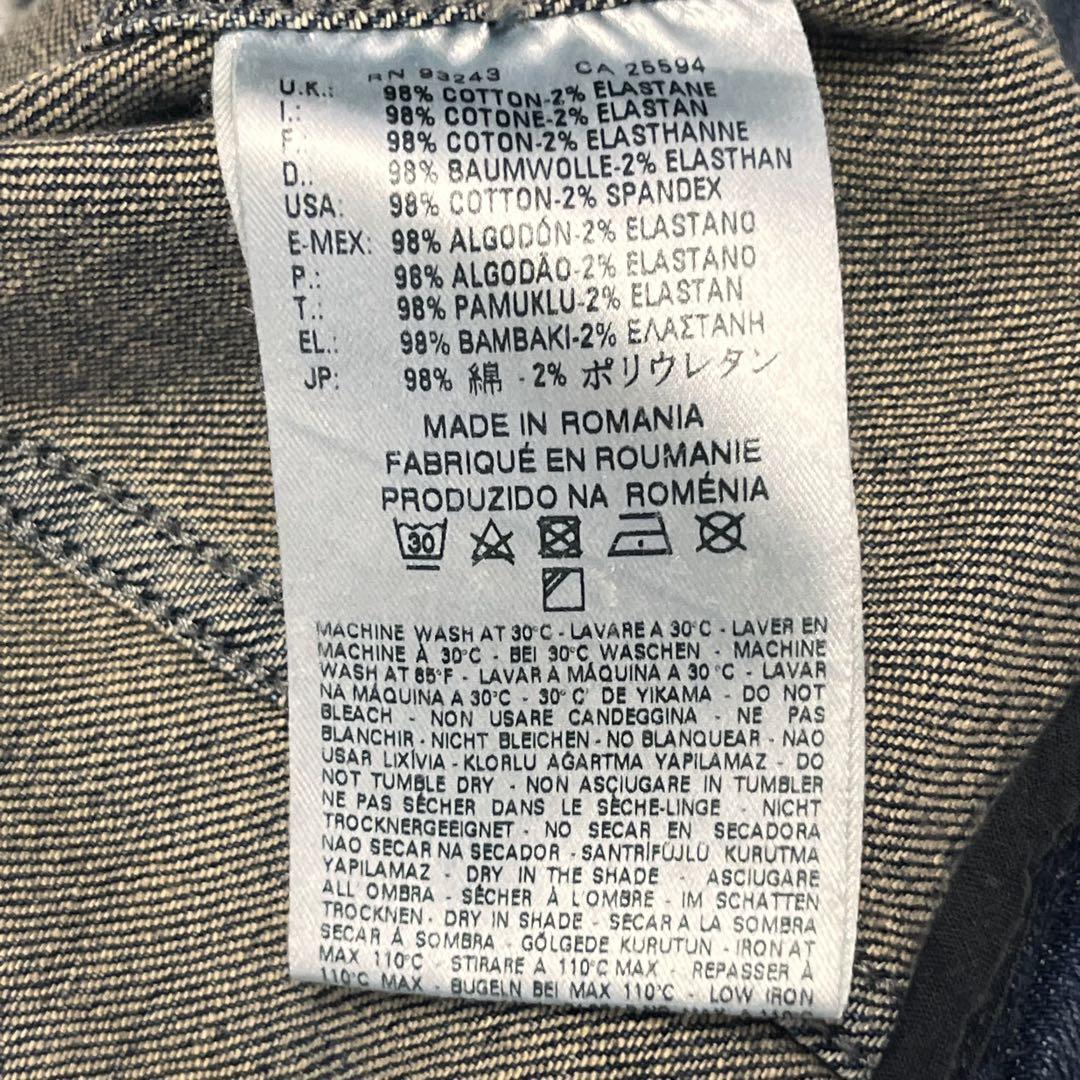 RN 93243 CA 25594
U.K.: 98% COTTON-2% ELASTANE
I.: 98% COTONE-2% ELASTAN
F.: 98% COTON-2% ELASTHANNE
D.: 98% BAUMWOLLE-2% ELASTHAN
USA: 98% COTTON-2% SPANDEX
E-MEX: 98% ALGODÓN-2% ELASTANO
P.: 98% ALGODÃO-2% ELASTANO
T.: 98% PAMUKLU-2% ELASTAN
EL.: 98% BAMBAKI-2% ΕΛΑΣΤΑΝΗ
JP: 98% 綿 -2% ポリウレタン
MADE IN ROMANIA
FABRIQUÉ EN ROUMANIE
PRODUZIDO NA ROMÉNIA
30
MACHINE WASH AT 30°C - LAVARE A 30°C - LAVER EN
MACHINE À 30°C - BEI 30°C WASCHEN - MACHINE
WASH AT 85°F - LAVAR A MÁQUINA A 30 °C - LAVAR
NA MÁQUINA A 30°C - 30° C' DE YIKAMA - DO NOT
BLEACH - NON USARE CANDEGGINA - NE PAS
BLANCHIR - NICHT BLEICHEN - NO BLANQUEAR - NAO
USAR LIXÍVIA - KLORLU AĞARTMA YAPILAMAZ - DO
NOT TUMBLE DRY - NON ASCIUGARE IN TUMBLER
NE PAS SÉCHER DANS LE SÈCHE-LINGE - NICHT
TROCKNERGEEIGNET - NO SECAR EN SECADORA
NAO SECAR NA SECADOR - SANTRİFÜJLÜ KURUTMA
YAPILAMAZ - DRY IN THE SHADE - ASCIUGARE
ALL OMBRA - SÉCHER À L'OMBRE - IM SCHATTEN
TROCKNEN - DRY IN SHADE - SECAR A LA SOMBRA
SECAR Á SOMBRA - GÖLGEDE KURUTUN - IRON AT
MAX 110°C - STIRARE A 110°C MAX - REPASSER À
110°C MAX - BUGELN BEI MAX 110°C - LOW IRON